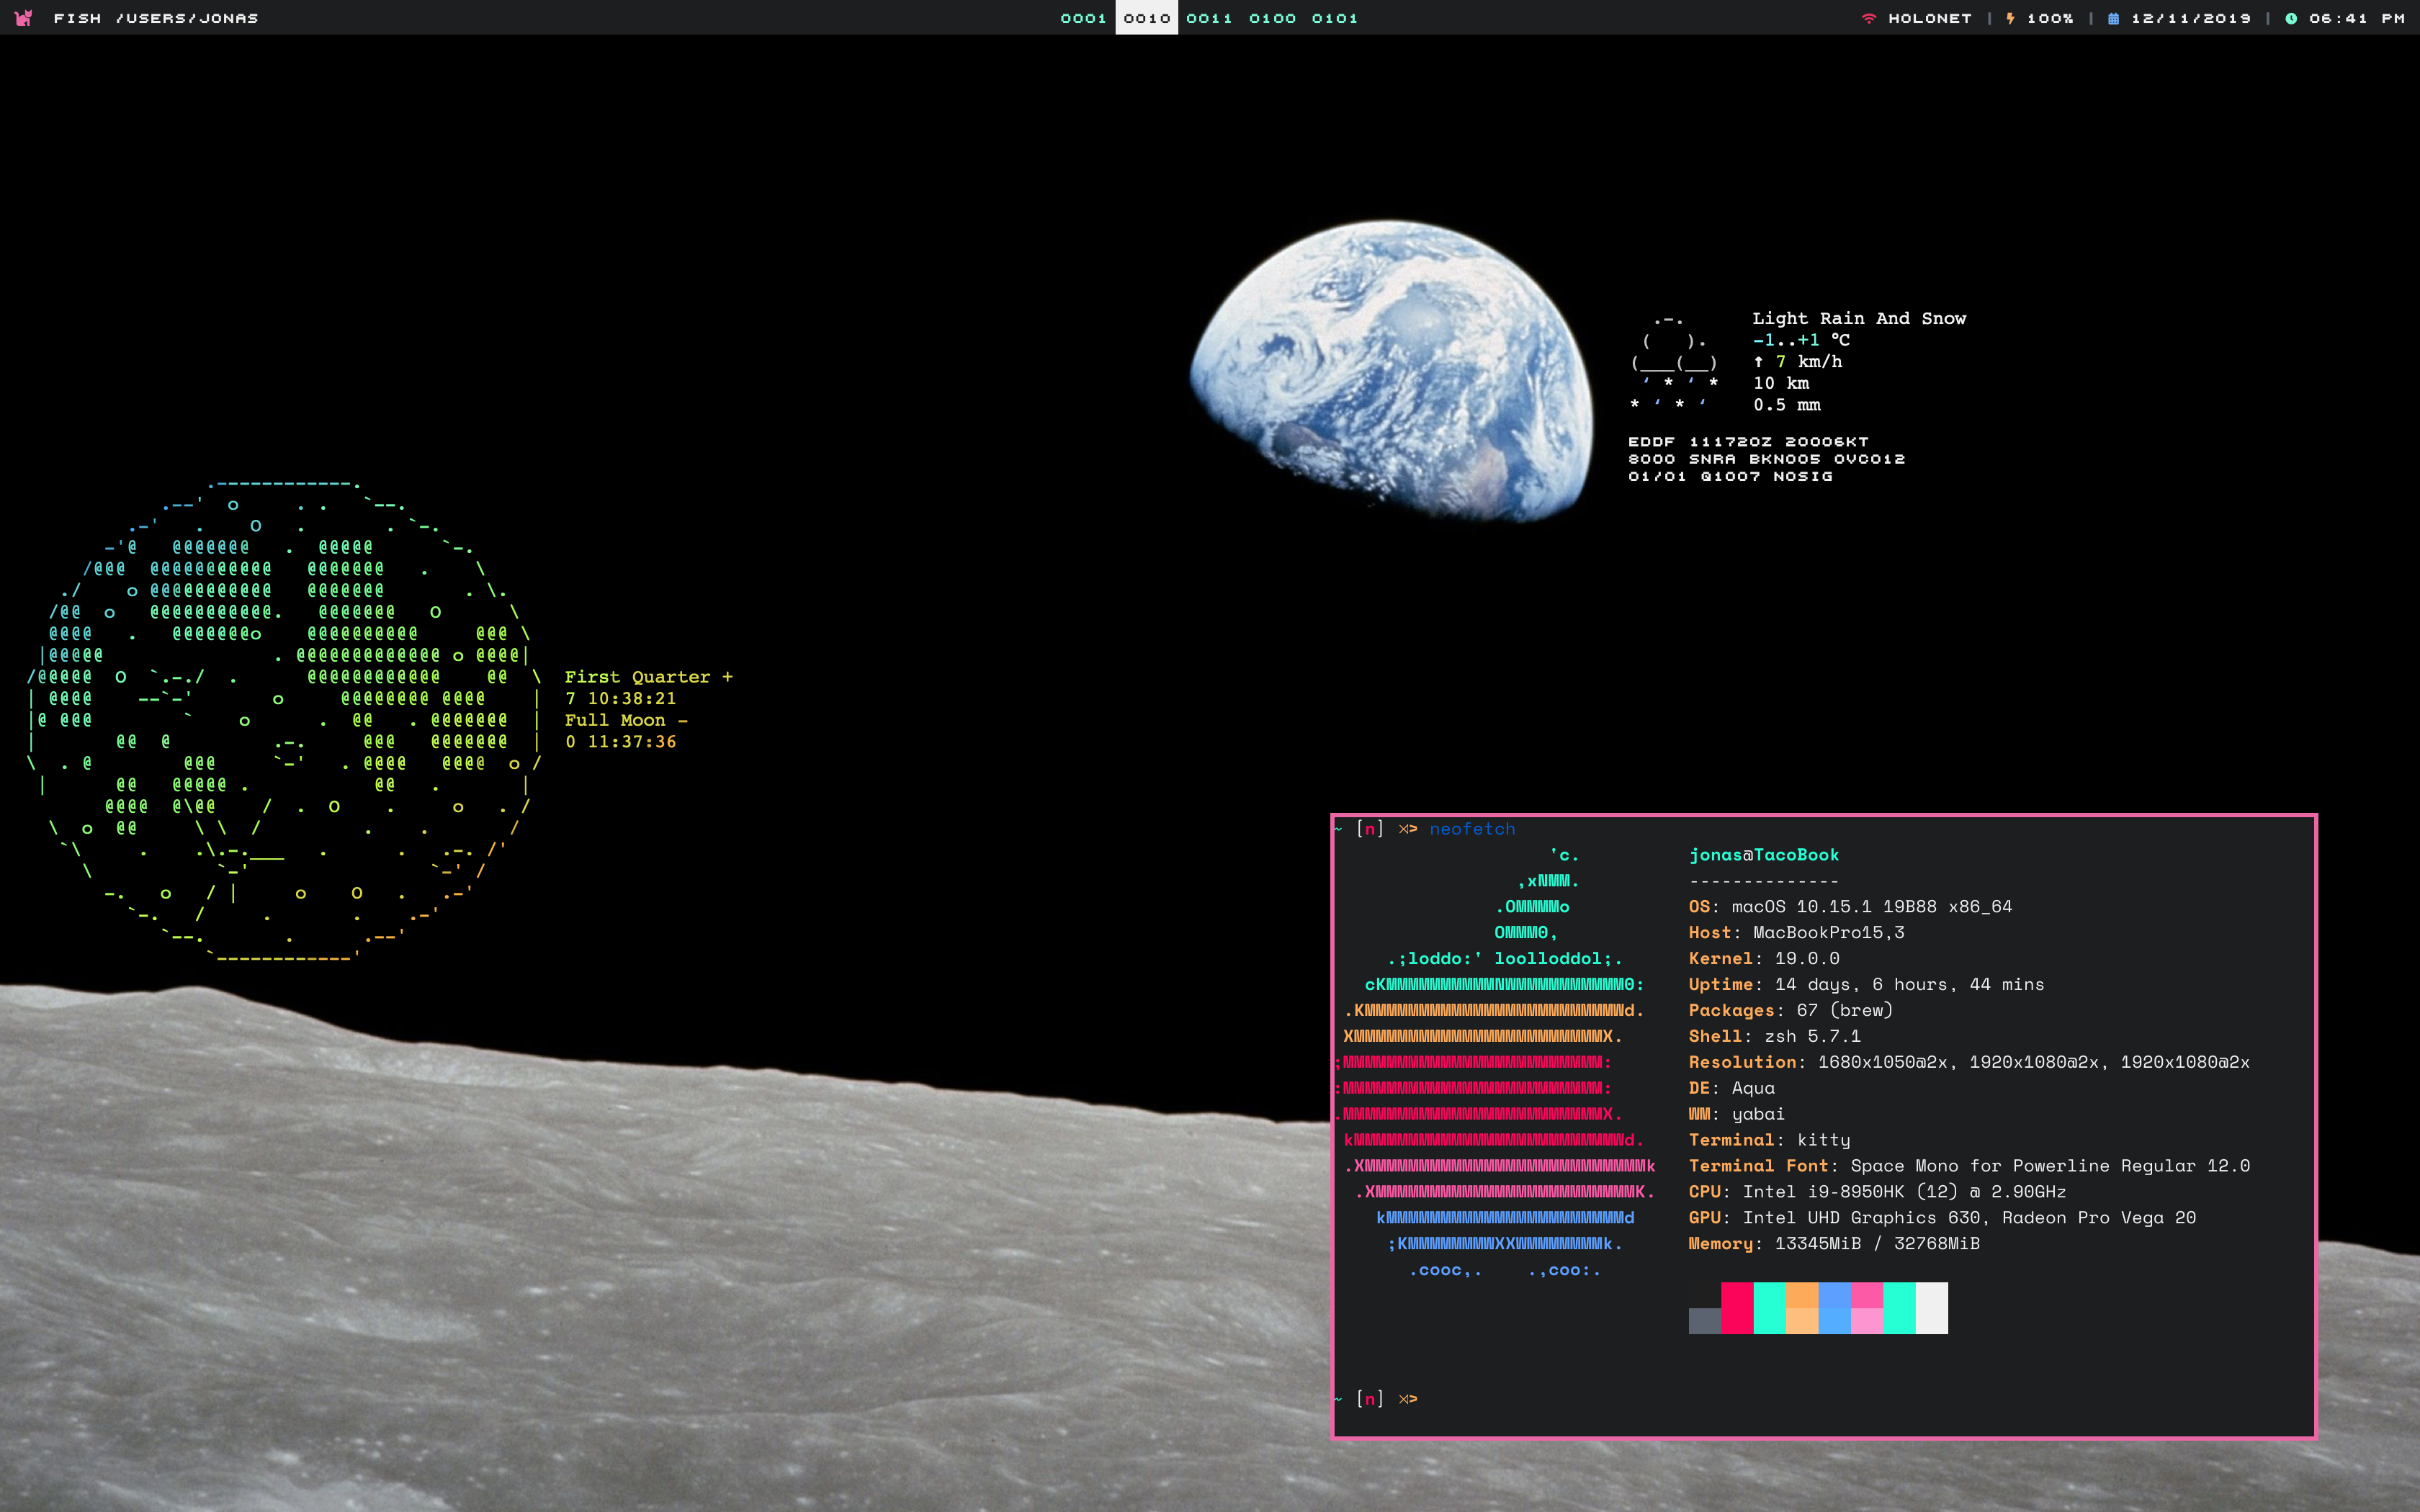 FISH /USERS/JONAS
0001 0010 0011 0100 0101
HOLONET | 100% | 12/11/2019 | 06:41 PM
Light Rain And Snow
-1..+1 °C
↑ 7 km/h
10 km
0.5 mm
EDDF 111720Z 20006KT
8000 SNRA BKN005 OVC012
01/01 Q1007 NOSIG
First Quarter +
7 10:38:21
Full Moon -
0 11:37:36
~ [n] ⤫> neofetch
jonas@TacoBook
--------------
OS: macOS 10.15.1 19B88 x86_64
Host: MacBookPro15,3
Kernel: 19.0.0
Uptime: 14 days, 6 hours, 44 mins
Packages: 67 (brew)
Shell: zsh 5.7.1
Resolution: 1680x1050@2x, 1920x1080@2x, 1920x1080@2x
DE: Aqua
WM: yabai
Terminal: kitty
Terminal Font: Space Mono for Powerline Regular 12.0
CPU: Intel i9-8950HK (12) @ 2.90GHz
GPU: Intel UHD Graphics 630, Radeon Pro Vega 20
Memory: 13345MiB / 32768MiB
~ [n] ⤫>